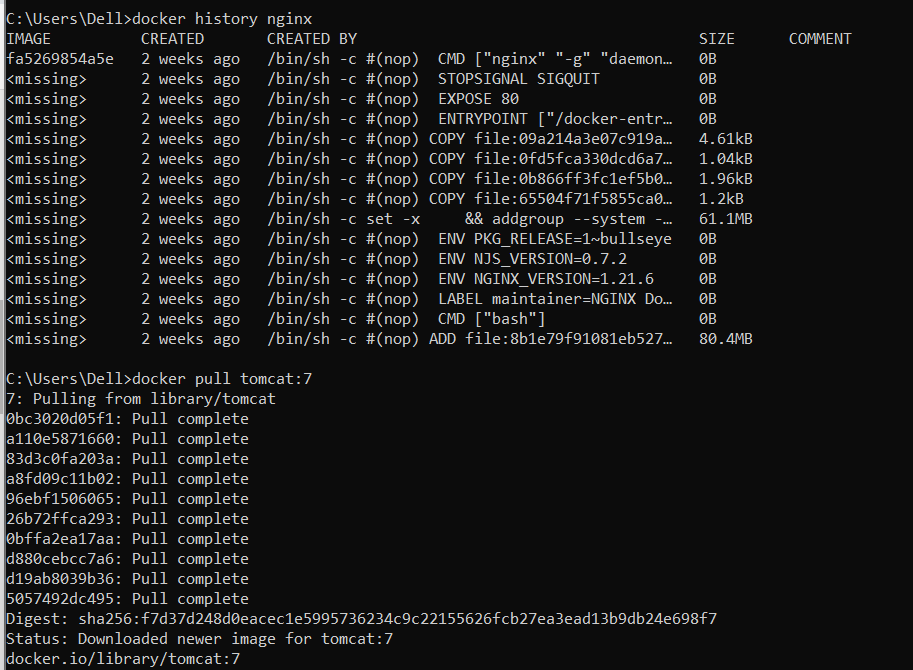 C:\Users\Dell>docker history nginx
IMAGE CREATED CREATED BY SIZE COMMENT
fa5269854a5e 2 weeks ago /bin/sh -c #(nop) CMD ["nginx" "-g" "daemon… 0B
<missing> 2 weeks ago /bin/sh -c #(nop) STOPSIGNAL SIGQUIT 0B
<missing> 2 weeks ago /bin/sh -c #(nop) EXPOSE 80 0B
<missing> 2 weeks ago /bin/sh -c #(nop) ENTRYPOINT ["/docker-entr… 0B
<missing> 2 weeks ago /bin/sh -c #(nop) COPY file:09a214a3e07c919a… 4.61kB
<missing> 2 weeks ago /bin/sh -c #(nop) COPY file:0fd5fca330dcd6a7… 1.04kB
<missing> 2 weeks ago /bin/sh -c #(nop) COPY file:0b866ff3fc1ef5b0… 1.96kB
<missing> 2 weeks ago /bin/sh -c #(nop) COPY file:65504f71f5855ca0… 1.2kB
<missing> 2 weeks ago /bin/sh -c set -x && addgroup --system -… 61.1MB
<missing> 2 weeks ago /bin/sh -c #(nop) ENV PKG_RELEASE=1~bullseye 0B
<missing> 2 weeks ago /bin/sh -c #(nop) ENV NJS_VERSION=0.7.2 0B
<missing> 2 weeks ago /bin/sh -c #(nop) ENV NGINX_VERSION=1.21.6 0B
<missing> 2 weeks ago /bin/sh -c #(nop) LABEL maintainer=NGINX Do… 0B
<missing> 2 weeks ago /bin/sh -c #(nop) CMD ["bash"] 0B
<missing> 2 weeks ago /bin/sh -c #(nop) ADD file:8b1e79f91081eb527… 80.4MB
C:\Users\Dell>docker pull tomcat:7
7: Pulling from library/tomcat
0bc3020d05f1: Pull complete
a110e5871660: Pull complete
83d3c0fa203a: Pull complete
a8fd09c11b02: Pull complete
96ebf1506065: Pull complete
26b72ffca293: Pull complete
0bffa2ea17aa: Pull complete
d880cebcc7a6: Pull complete
d19ab8039b36: Pull complete
5057492dc495: Pull complete
Digest: sha256:f7d37d248d0eacec1e5995736234c9c22155626fcb27ea3ead13b9db24e698f7
Status: Downloaded newer image for tomcat:7
docker.io/library/tomcat:7